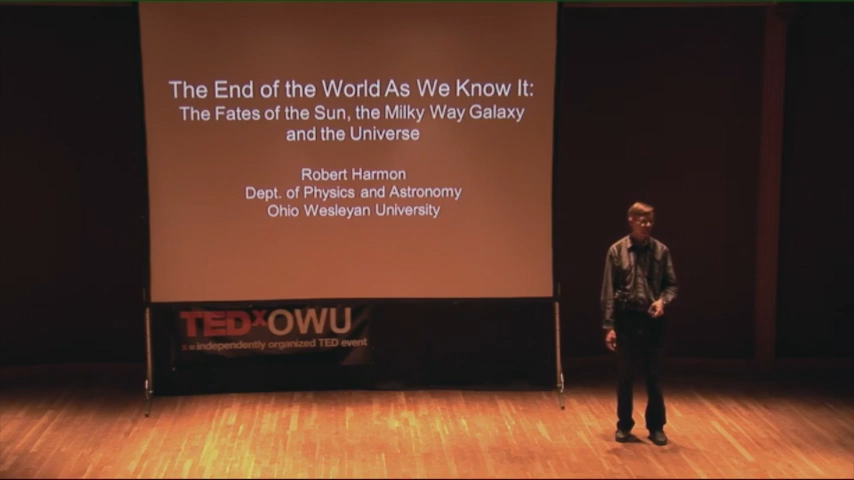 The End of the World As We Know It:
The Fates of the Sun, the Milky Way Galaxy
and the Universe
Robert Harmon
Dept. of Physics and Astronomy
Ohio Wesleyan University
TEDxOWU
x = independently organized TED event